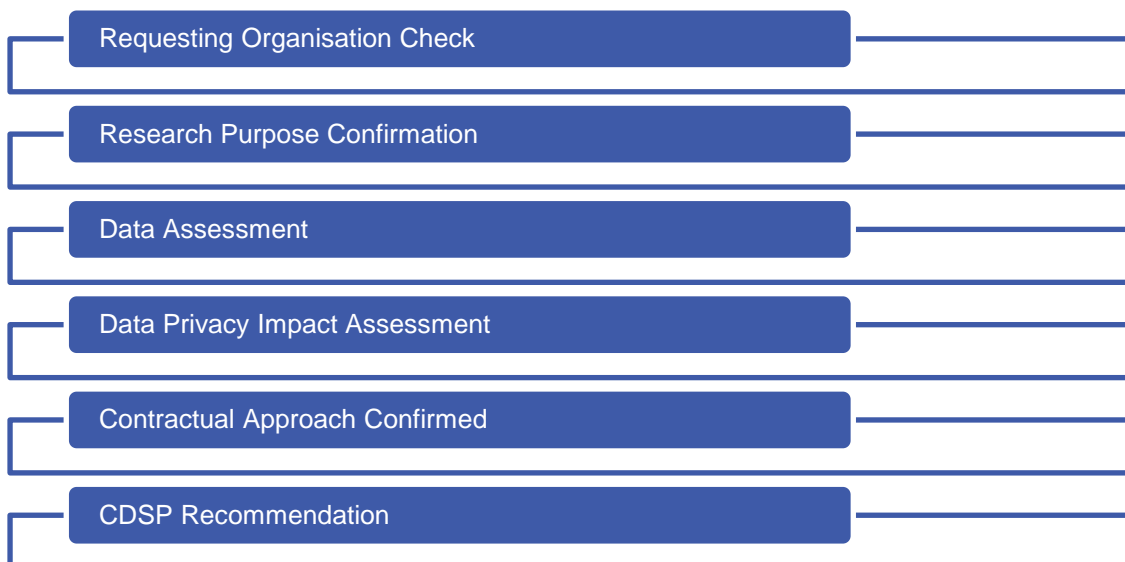 Requesting Organisation Check
Research Purpose Confirmation
Data Assessment
Data Privacy Impact Assessment
Contractual Approach Confirmed
CDSP Recommendation